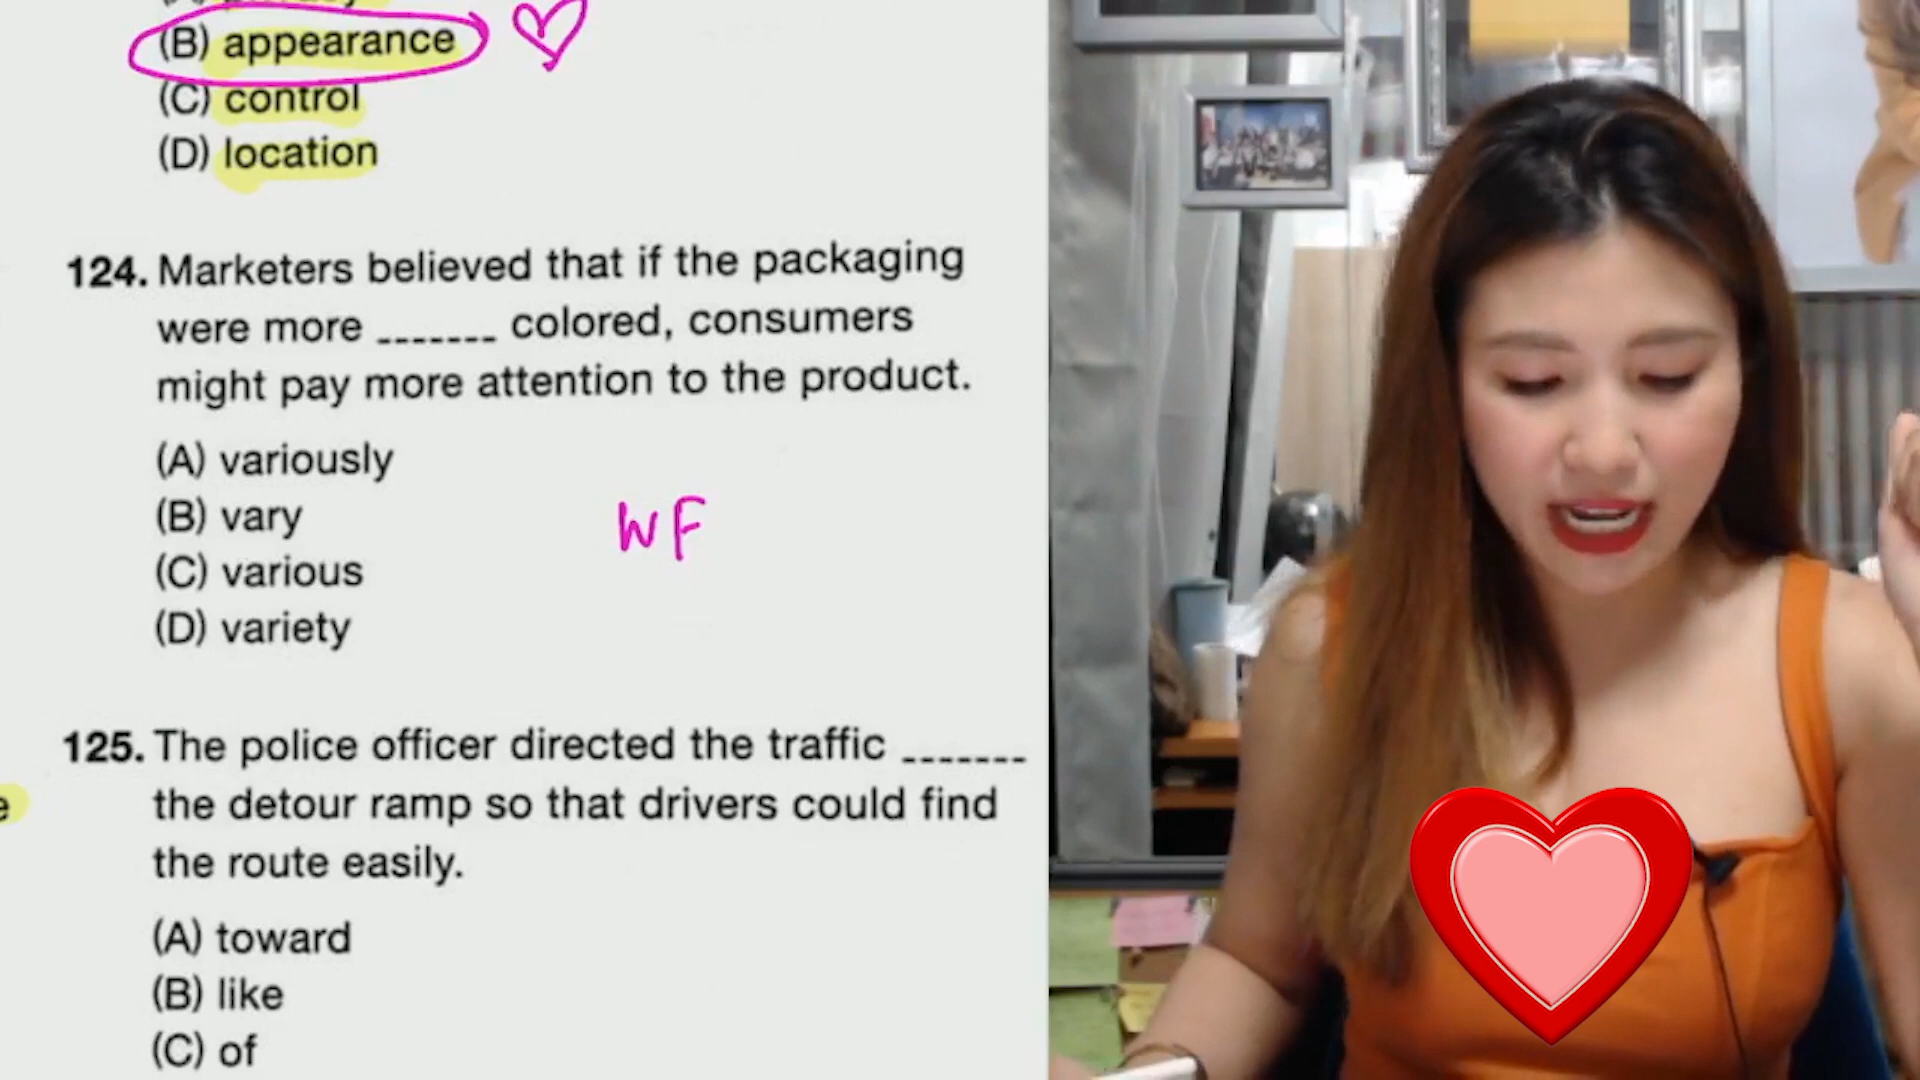 (B) appearance
(C) control
(D) location
124. Marketers believed that if the packaging
were more _______ colored, consumers
might pay more attention to the product.
(A) variously
(B) vary
(C) various
(D) variety
WF
125. The police officer directed the traffic _______
the detour ramp so that drivers could find
the route easily.
(A) toward
(B) like
(C) of